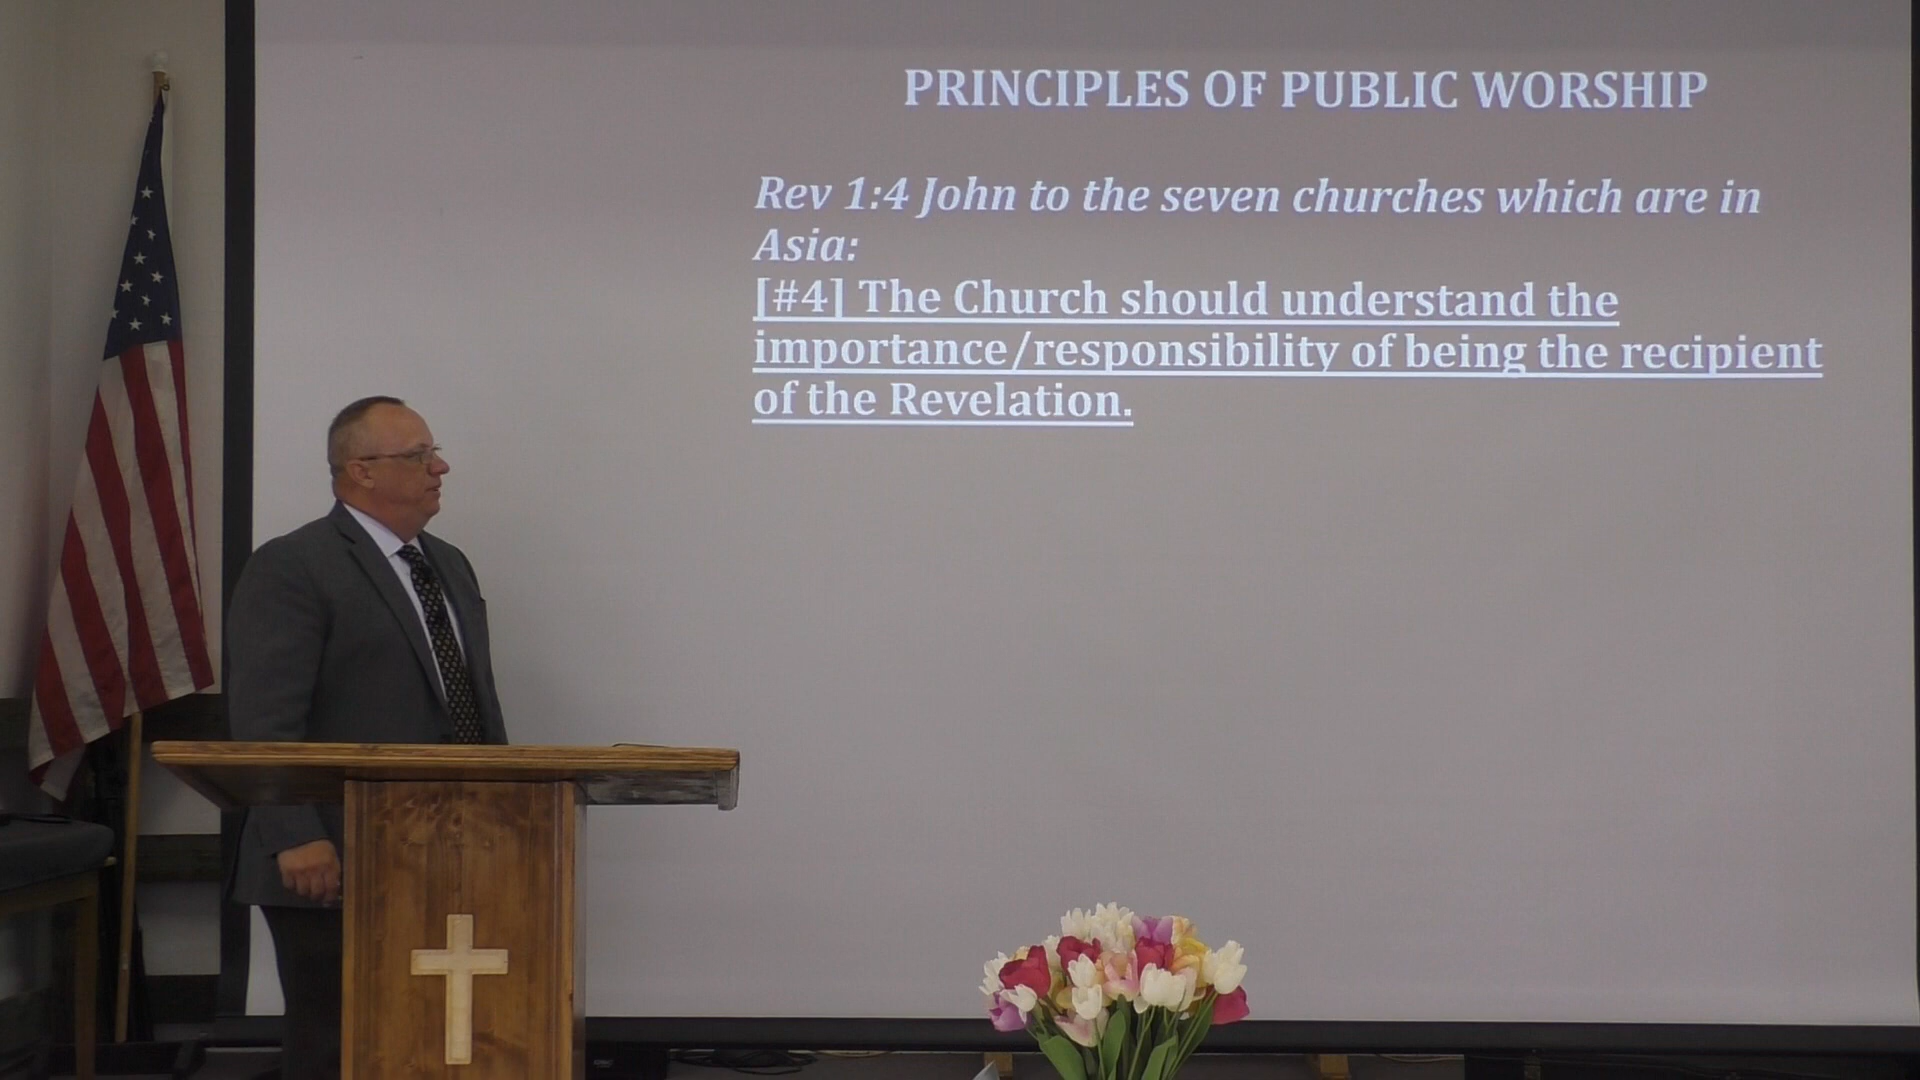 PRINCIPLES OF PUBLIC WORSHIP
Rev 1:4 John to the seven churches which are in
Asia:
[#4] The Church should understand the
importance/responsibility of being the recipient
of the Revelation.